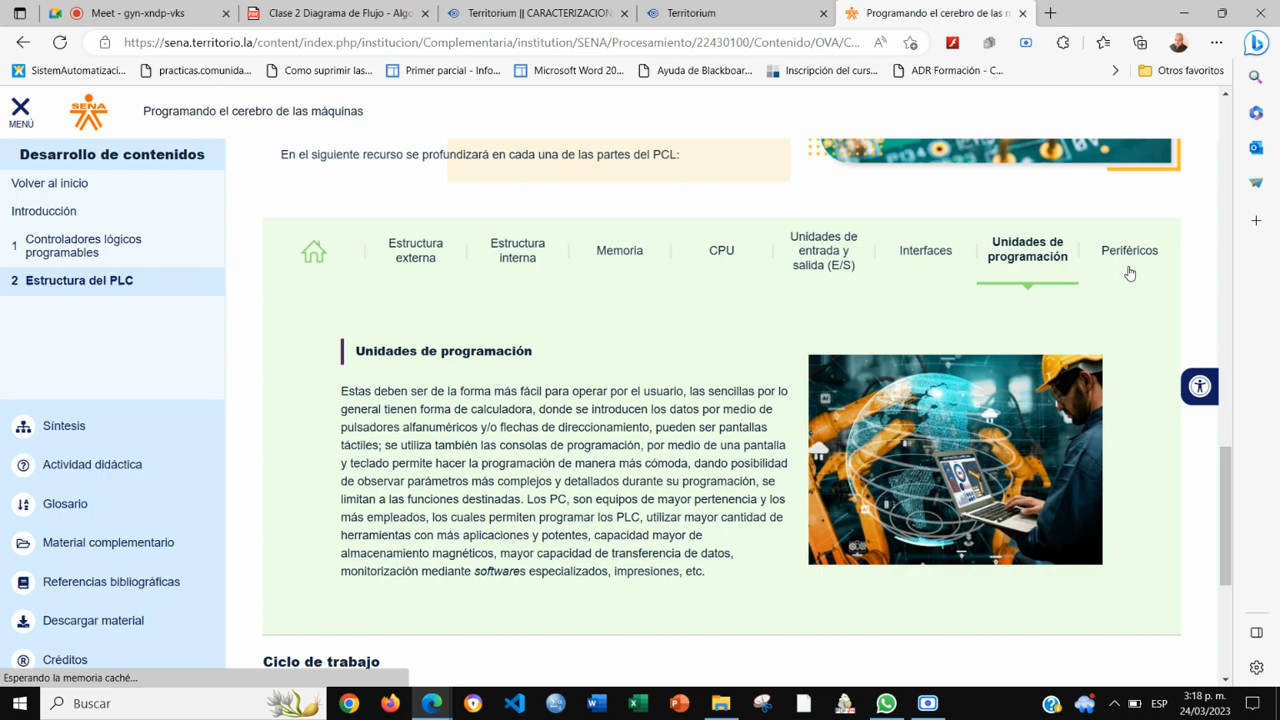 Meet - gyn-xndp-vks
Clase 2 Diagrama de Flujo - Algo
Territorium || CARACTERIZACION
Territorium
Programando el cerebro de las m
https://sena.territorio.la/content/index.php/institucion/Complementaria/institution/SENA/Procesamiento/22430100/Contenido/OVA/C...
SistemAutomatizaci...
practicas.comunida...
Como suprimir las...
Primer parcial - Info...
Microsoft Word 20...
Ayuda de Blackboar...
Inscripción del curs...
ADR Formación - C...
Otros favoritos
MENÚ
SENA
Programando el cerebro de las máquinas
Desarrollo de contenidos
Volver al inicio
Introducción
1 Controladores lógicos
programables
2 Estructura del PLC
Síntesis
Actividad didáctica
Glosario
Material complementario
Referencias bibliográficas
Descargar material
Créditos
En el siguiente recurso se profundizará en cada una de las partes del PCL:
Estructura
externa
Estructura
interna
Memoria
CPU
Unidades de
entrada y
salida (E/S)
Interfaces
Unidades de
programación
Periféricos
Unidades de programación
Estas deben ser de la forma más fácil para operar por el usuario, las sencillas por lo
general tienen forma de calculadora, donde se introducen los datos por medio de
pulsadores alfanuméricos y/o flechas de direccionamiento, pueden ser pantallas
táctiles; se utiliza también las consolas de programación, por medio de una pantalla
y teclado permite hacer la programación de manera más cómoda, dando posibilidad
de observar parámetros más complejos y detallados durante su programación, se
limitan a las funciones destinadas. Los PC, son equipos de mayor pertenencia y los
más empleados, los cuales permiten programar los PLC, utilizar mayor cantidad de
herramientas con más aplicaciones y potentes, capacidad mayor de
almacenamiento magnéticos, mayor capacidad de transferencia de datos,
monitorización mediante softwares especializados, impresiones, etc.
Ciclo de trabajo
Esperando la memoria caché...
Buscar
ESP
3:18 p. m.
24/03/2023